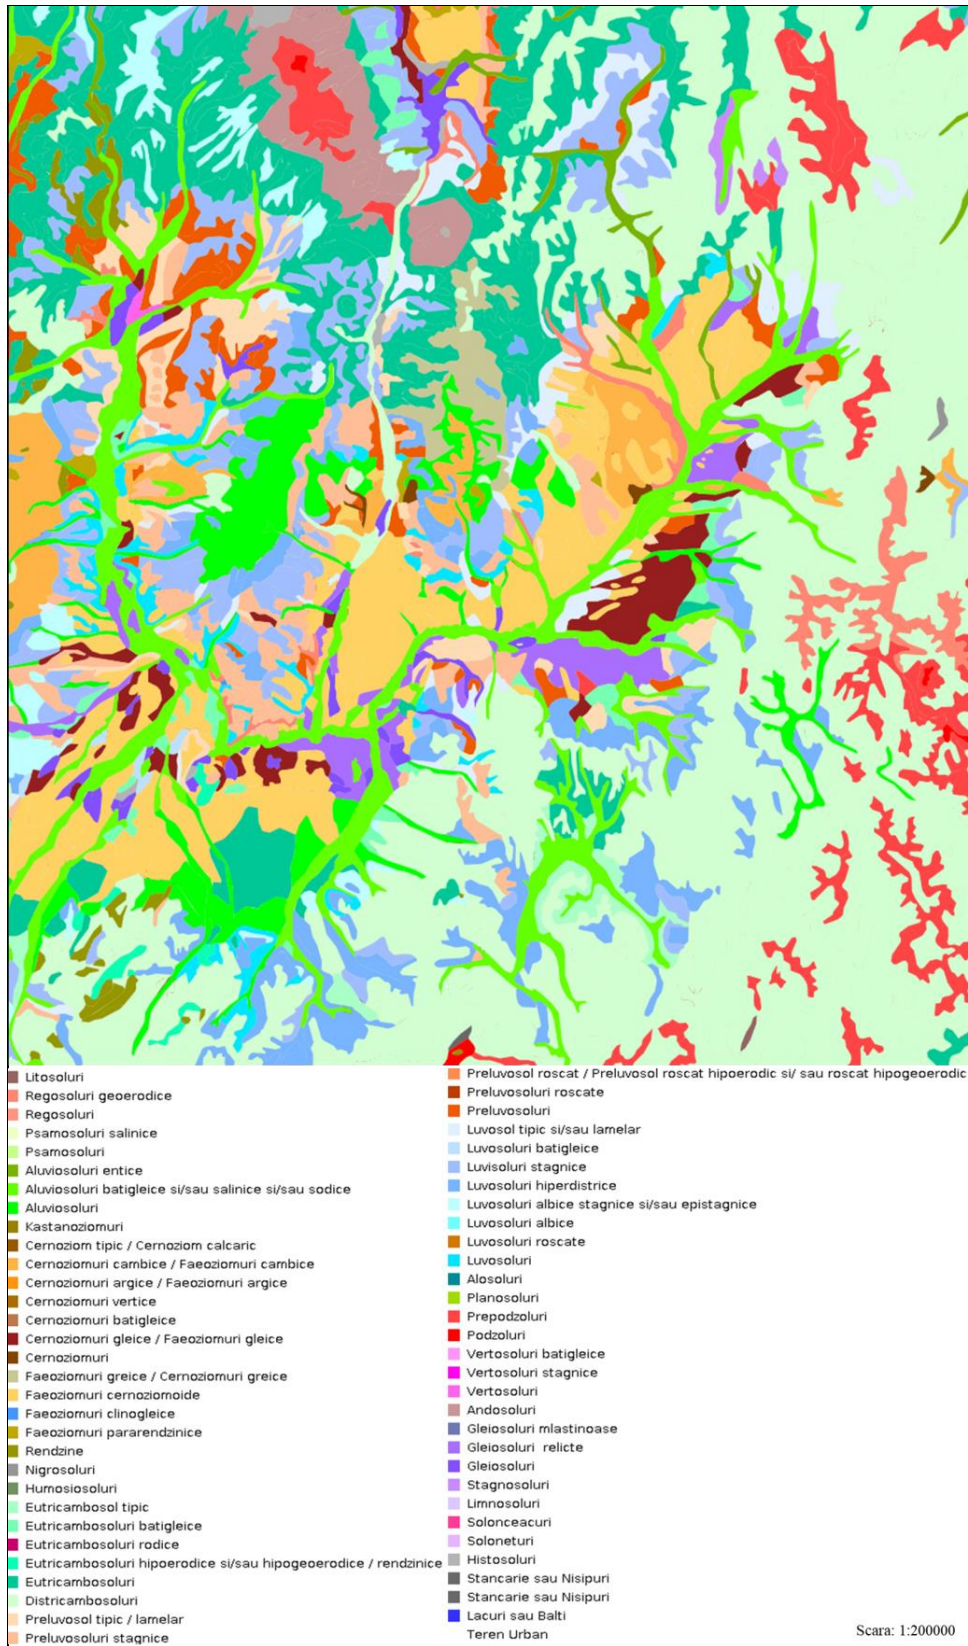 Litosoluri
Regosoluri geoerodice
Regosoluri
Psamosoluri salinice
Psamosoluri
Aluviosoluri entice
Aluviosoluri batigleice si/sau salinice si/sau sodice
Aluviosoluri
Kastanoziomuri
Cernoziom tipic / Cernoziom calcaric
Cernoziomuri cambice / Faeoziomuri cambice
Cernoziomuri argice / Faeoziomuri argice
Cernoziomuri vertice
Cernoziomuri batigleice
Cernoziomuri gleice / Faeoziomuri gleice
Cernoziomuri
Faeoziomuri greice / Cernoziomuri greice
Faeoziomuri cernoziomoide
Faeoziomuri clinogleice
Faeoziomuri pararendzinice
Rendzine
Nigrosoluri
Humosiosoluri
Eutricambosol tipic
Eutricambosoluri batigleice
Eutricambosoluri rodice
Eutricambosoluri hipoerodice si/sau hipogeoerodice / rendzinice
Eutricambosoluri
Districambosoluri
Preluvosol tipic / lamelar
Preluvosoluri stagnice
Preluvosol roscat / Preluvosol roscat hipoerodic si/ sau roscat hipogeoerodic
Preluvosoluri roscate
Preluvosoluri
Luvosol tipic si/sau lamelar
Luvosoluri batigleice
Luvisoluri stagnice
Luvosoluri hiperdistrice
Luvosoluri albice stagnice si/sau epistagnice
Luvosoluri albice
Luvosoluri roscate
Luvosoluri
Alosoluri
Planosoluri
Prepodzoluri
Podzoluri
Vertosoluri batigleice
Vertosoluri stagnice
Vertosoluri
Andosoluri
Gleiosoluri mlastinoase
Gleiosoluri relicte
Gleiosoluri
Stagnosoluri
Limnosoluri
Solonceacuri
Soloneturi
Histosoluri
Stancarie sau Nisipuri
Stancarie sau Nisipuri
Lacuri sau Balti
Teren Urban
Scara: 1:200000